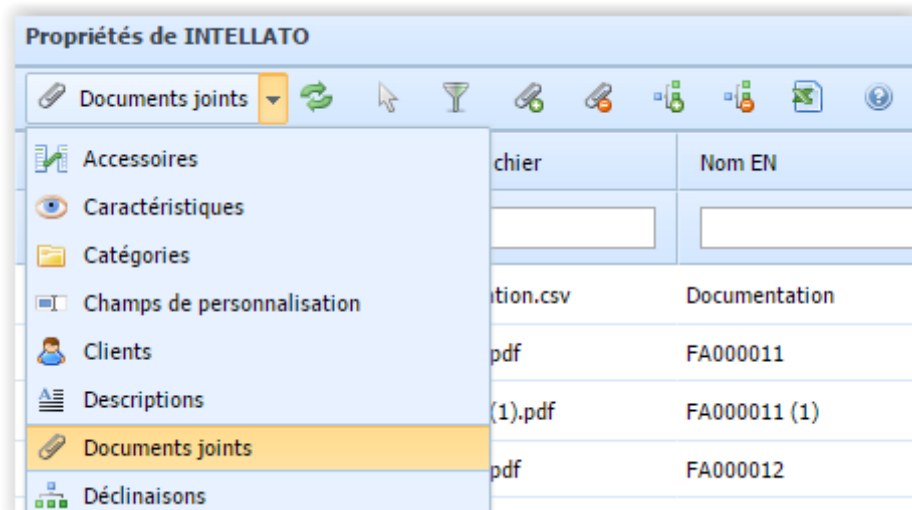 Propriétés de INTELLATO
Documents joints
Accessoires
chier
Nom EN
Caractéristiques
Catégories
Champs de personnalisation
tion.csv
Documentation
Clients
pdf
FA000011
Descriptions
(1).pdf
FA000011 (1)
Documents joints
pdf
FA000012
Déclinaisons